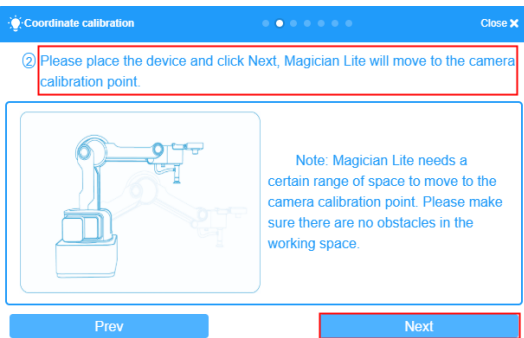 Coordinate calibration
Close ✕
② Please place the device and click Next, Magician Lite will move to the camera
calibration point.
Note: Magician Lite needs a
certain range of space to move to the
camera calibration point. Please make
sure there are no obstacles in the
working space.
Prev
Next